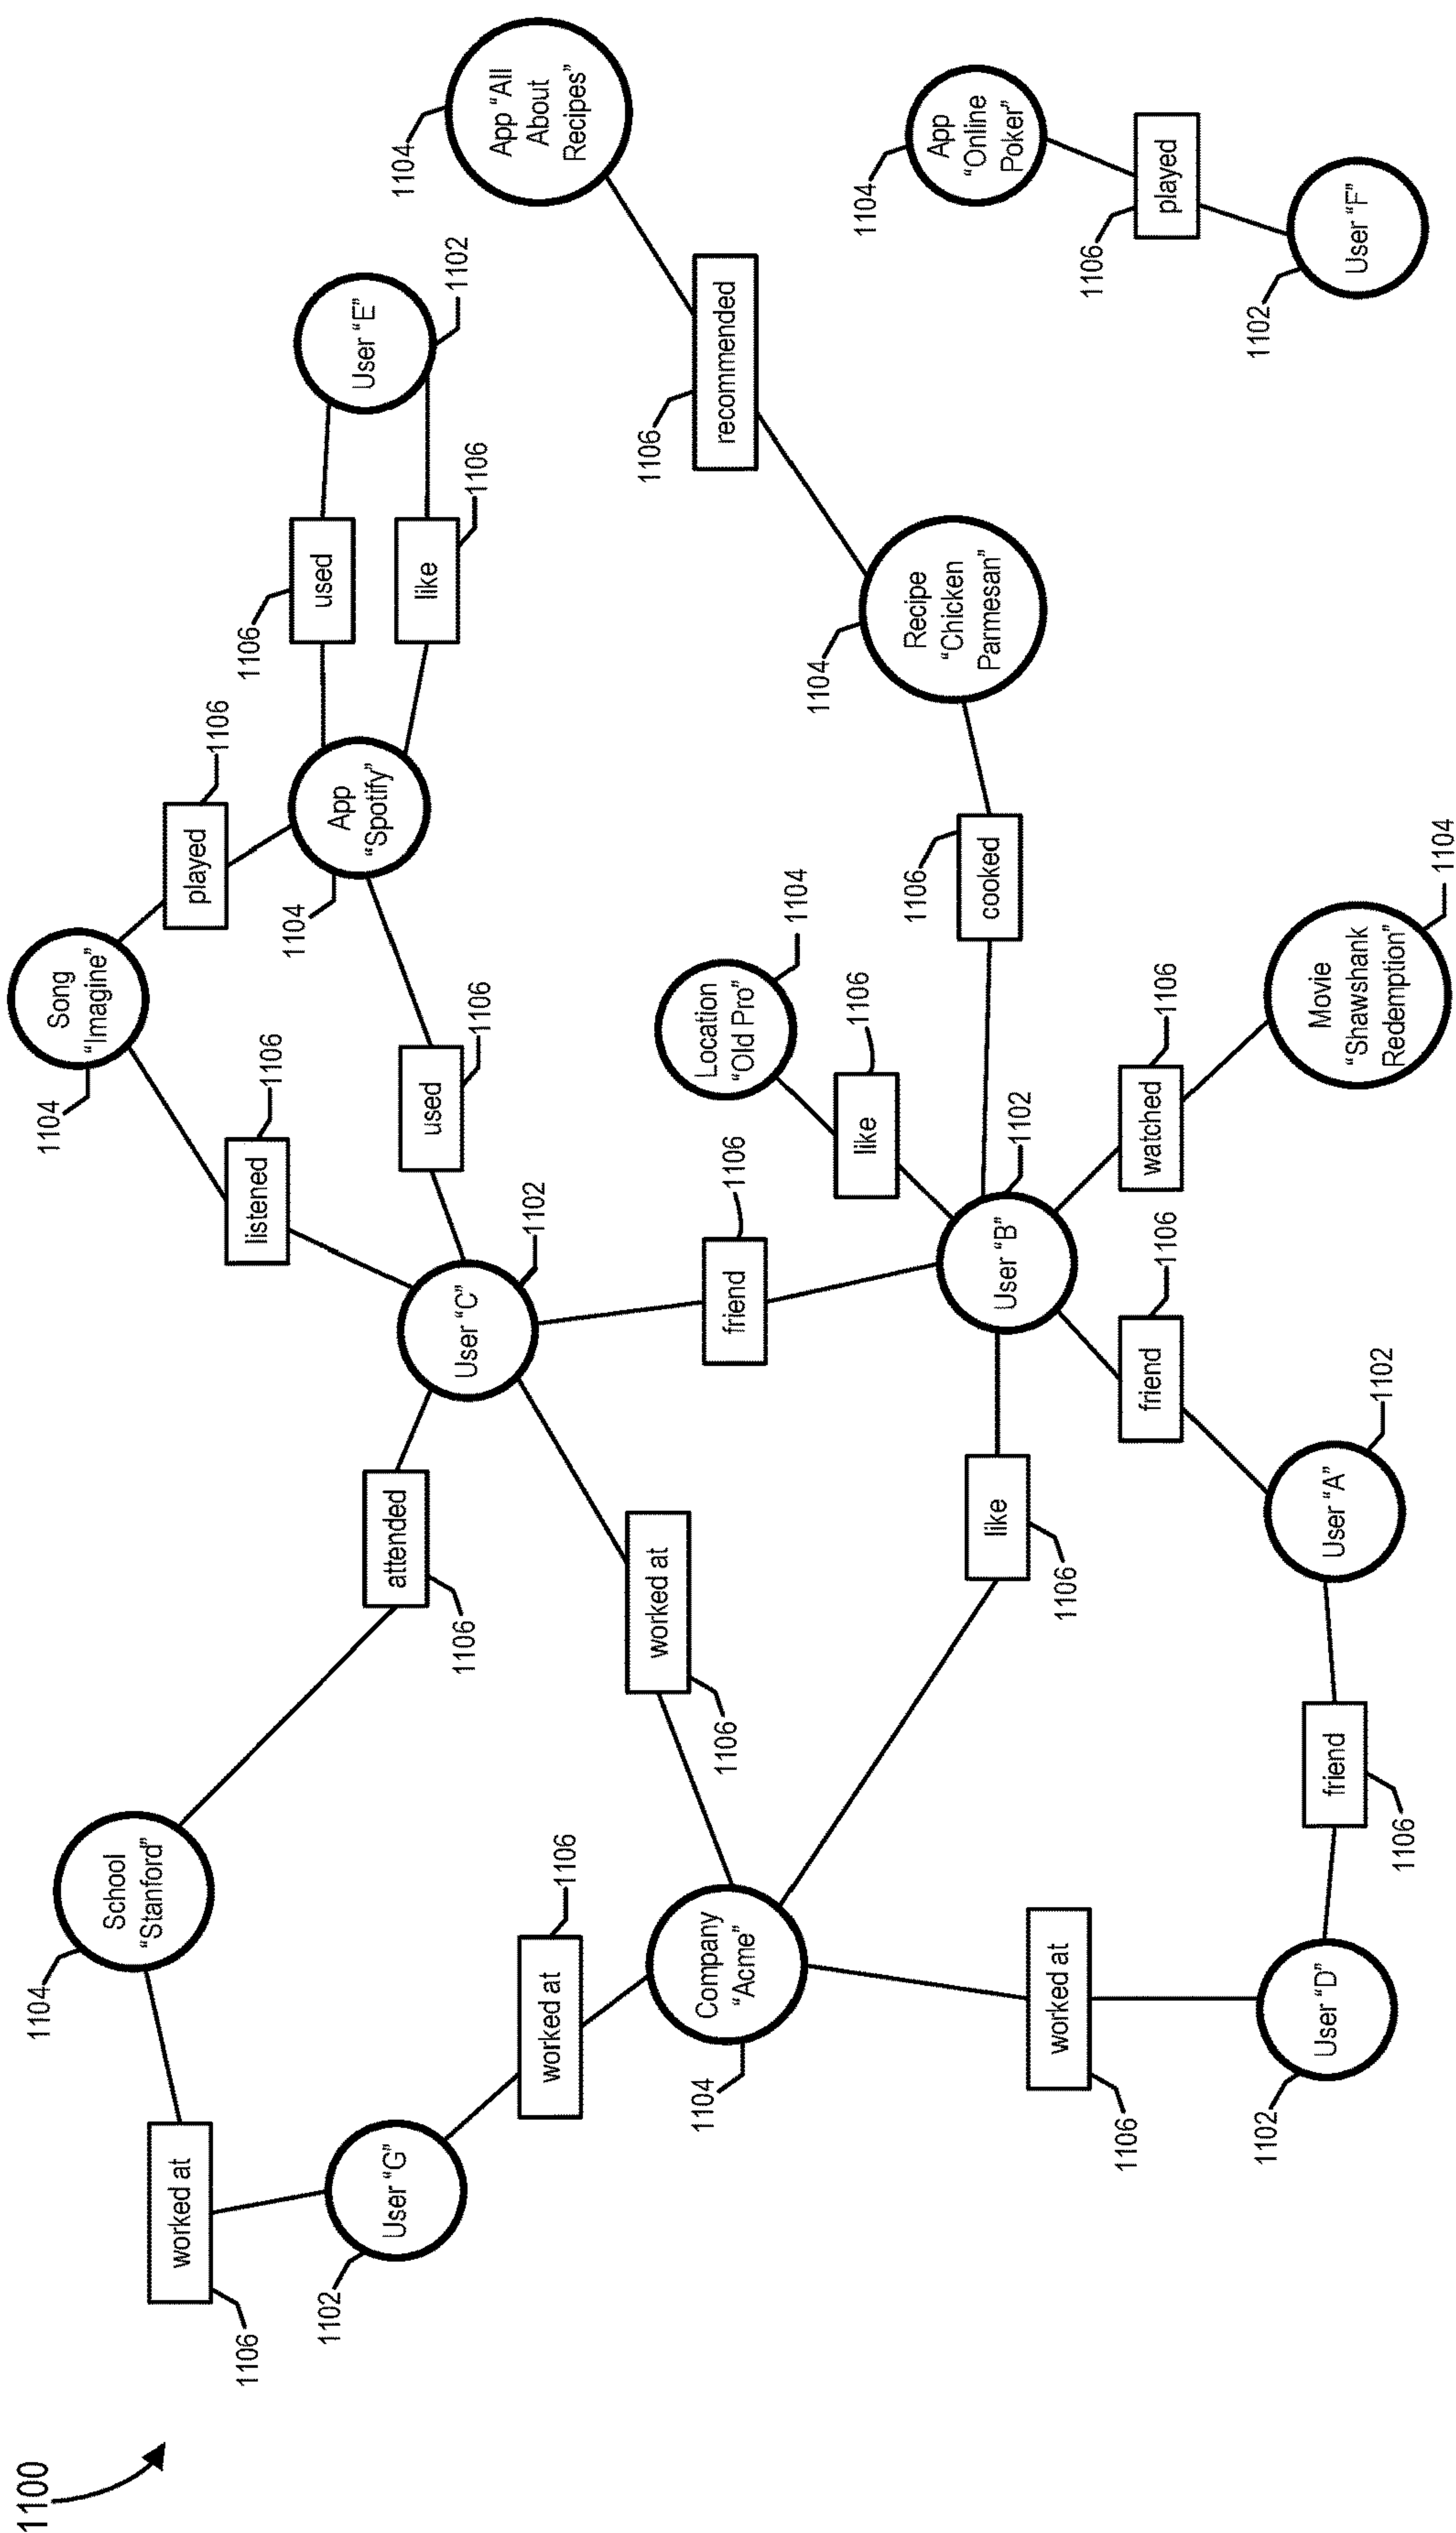 1100
1104
School
“Stanford”
worked at
1106
1102
User “G”
worked at
1106
1104
Company
“Acme”
attended
1106
worked at
1106
worked at
1106
1102
User “D”
friend
1106
User “A”
1102
like
1106
friend
1106
User “B”
1102
friend
1106
User “C”
1102
listened
1106
1104
Song
“Imagine”
played
1106
used
1106
1104
App
“Spotify”
1106
used
like
1106
User “E”
1102
like
1106
Location
“Old Pro”
1104
watched
1106
Movie
“Shawshank
Redemption”
1104
1106
cooked
1104
Recipe
“Chicken
Parmesan”
1106
recommended
1104
App “All
About
Recipes”
1104
App
“Online
Poker”
1106
played
1102
User “F”